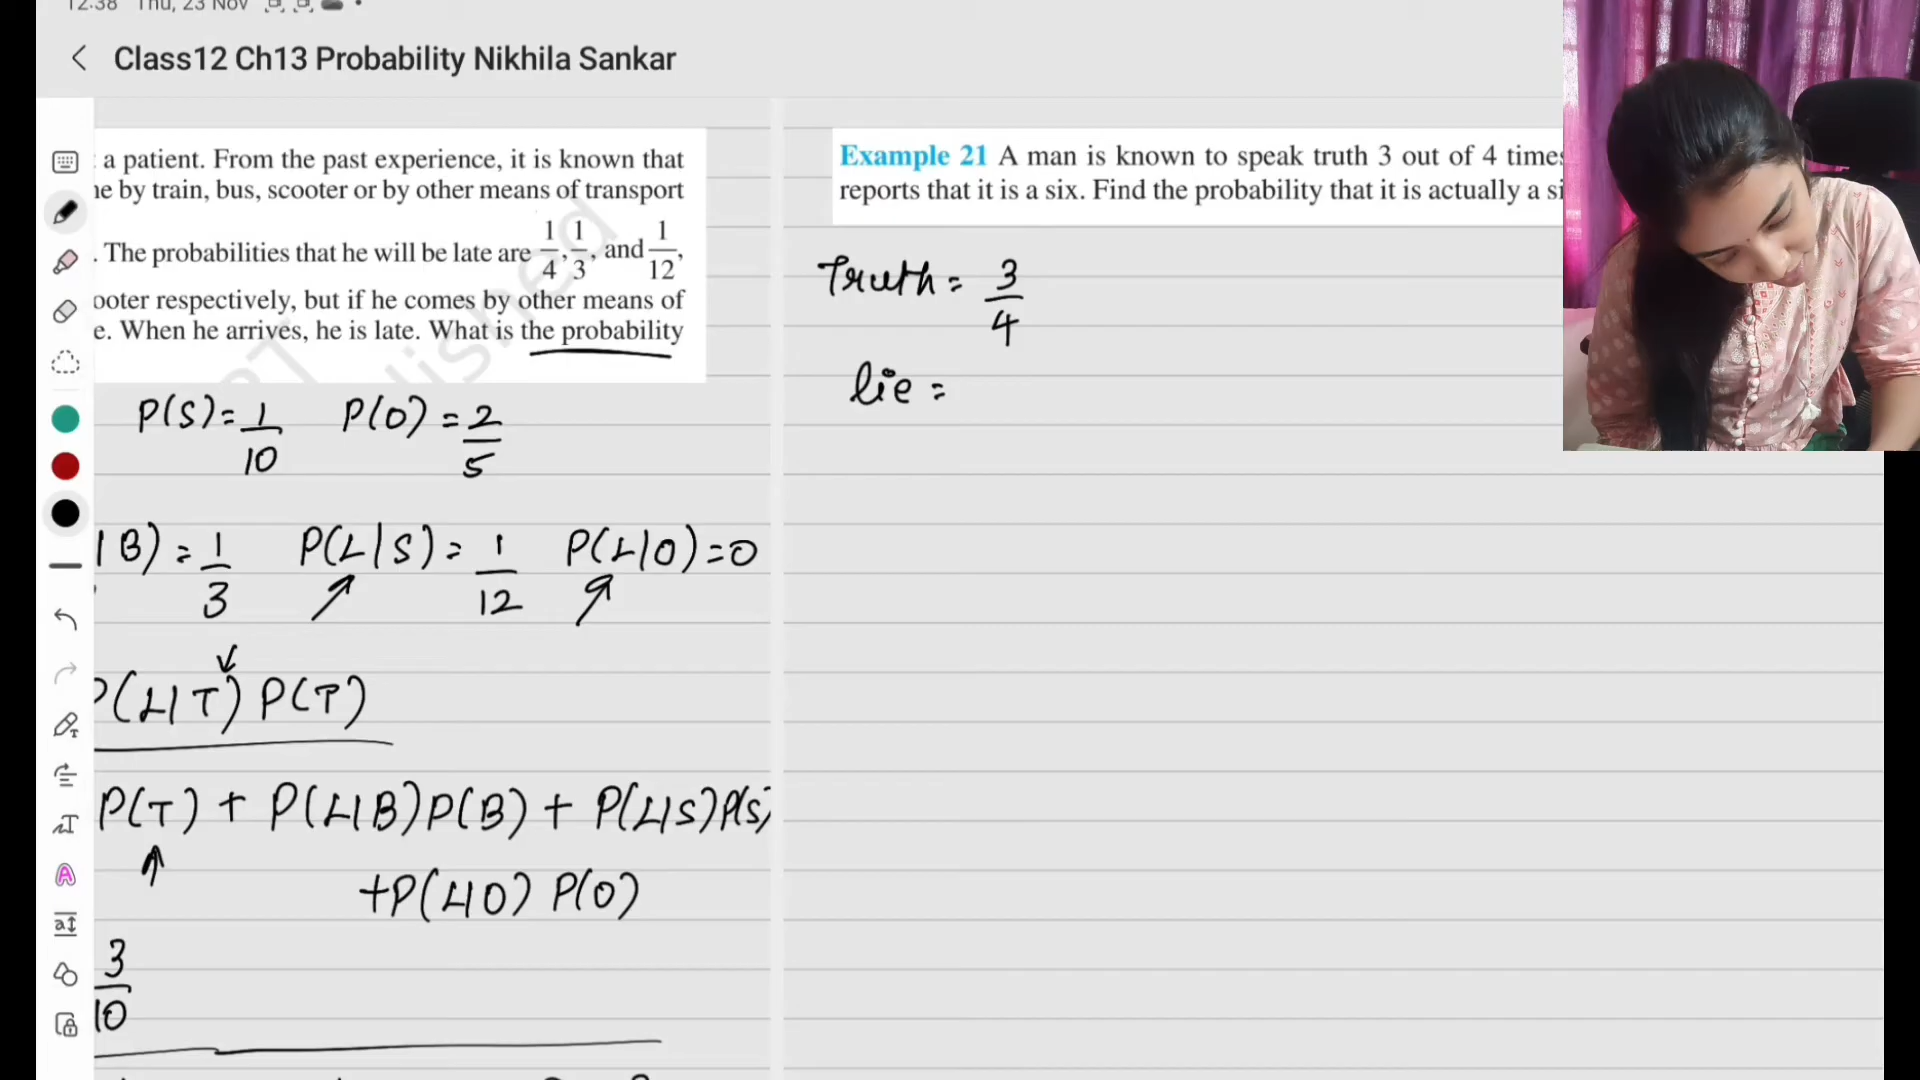 12:38 Thu, 23 Nov
Class12 Ch13 Probability Nikhila Sankar
a patient. From the past experience, it is known that
by train, bus, scooter or by other means of transport
. The probabilities that he will be late are 1/4, 1/3, and 1/12,
ooter respectively, but if he comes by other means of
e. When he arrives, he is late. What is the probability
P(S) = 1/10 P(O) = 2/5
| B) = 1/3 P(L|S) = 1/12 P(L|O) = 0
P(L|T) P(T)
P(T) + P(L|B) P(B) + P(L|S) P(S)
+ P(L|O) P(O)
3/10
Example 21 A man is known to speak truth 3 out of 4 times
reports that it is a six. Find the probability that it is actually a si
Truth = 3/4
lie =